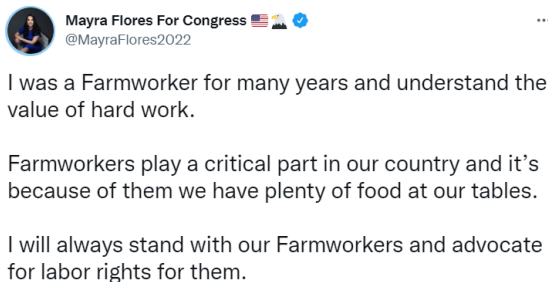 Mayra Flores For Congress 🇺🇸🦅
@MayraFlores2022
I was a Farmworker for many years and understand the
value of hard work.
Farmworkers play a critical part in our country and it’s
because of them we have plenty of food at our tables.
I will always stand with our Farmworkers and advocate
for labor rights for them.